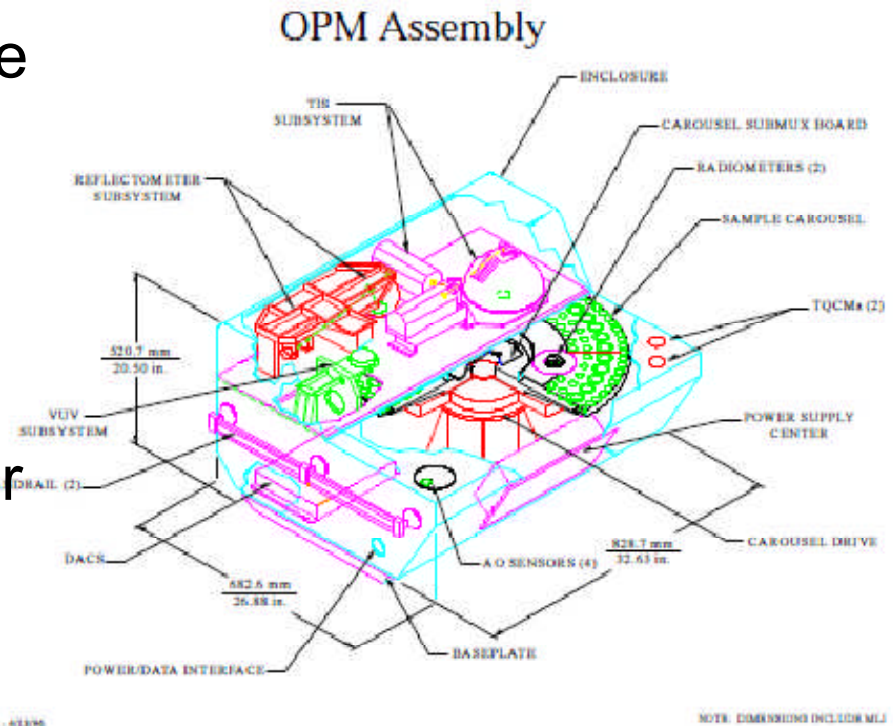 OPM Assembly
e
ENCLOSURE
SUBSYSTEM
CAROUSEL SUBMUX BOARD
RADIOMETERS (2)
REFLECTOMETER
SUBSYSTEM
SAMPLE CAROUSEL
TQCMs (2)
520.7 mm
20.50 in.
VUV
SUBSYSTEM
POWER SUPPLY
CENTER
r
DRAIL (2)
DACS
AO SENSORS (4)
828.7 mm
32.63 in.
CAROUSEL DRIVE
682.6 mm
26.88 in.
BASEPLATE
POWER/DATA INTERFACE
NOTE: DIMENSIONS INCLUDE MLI